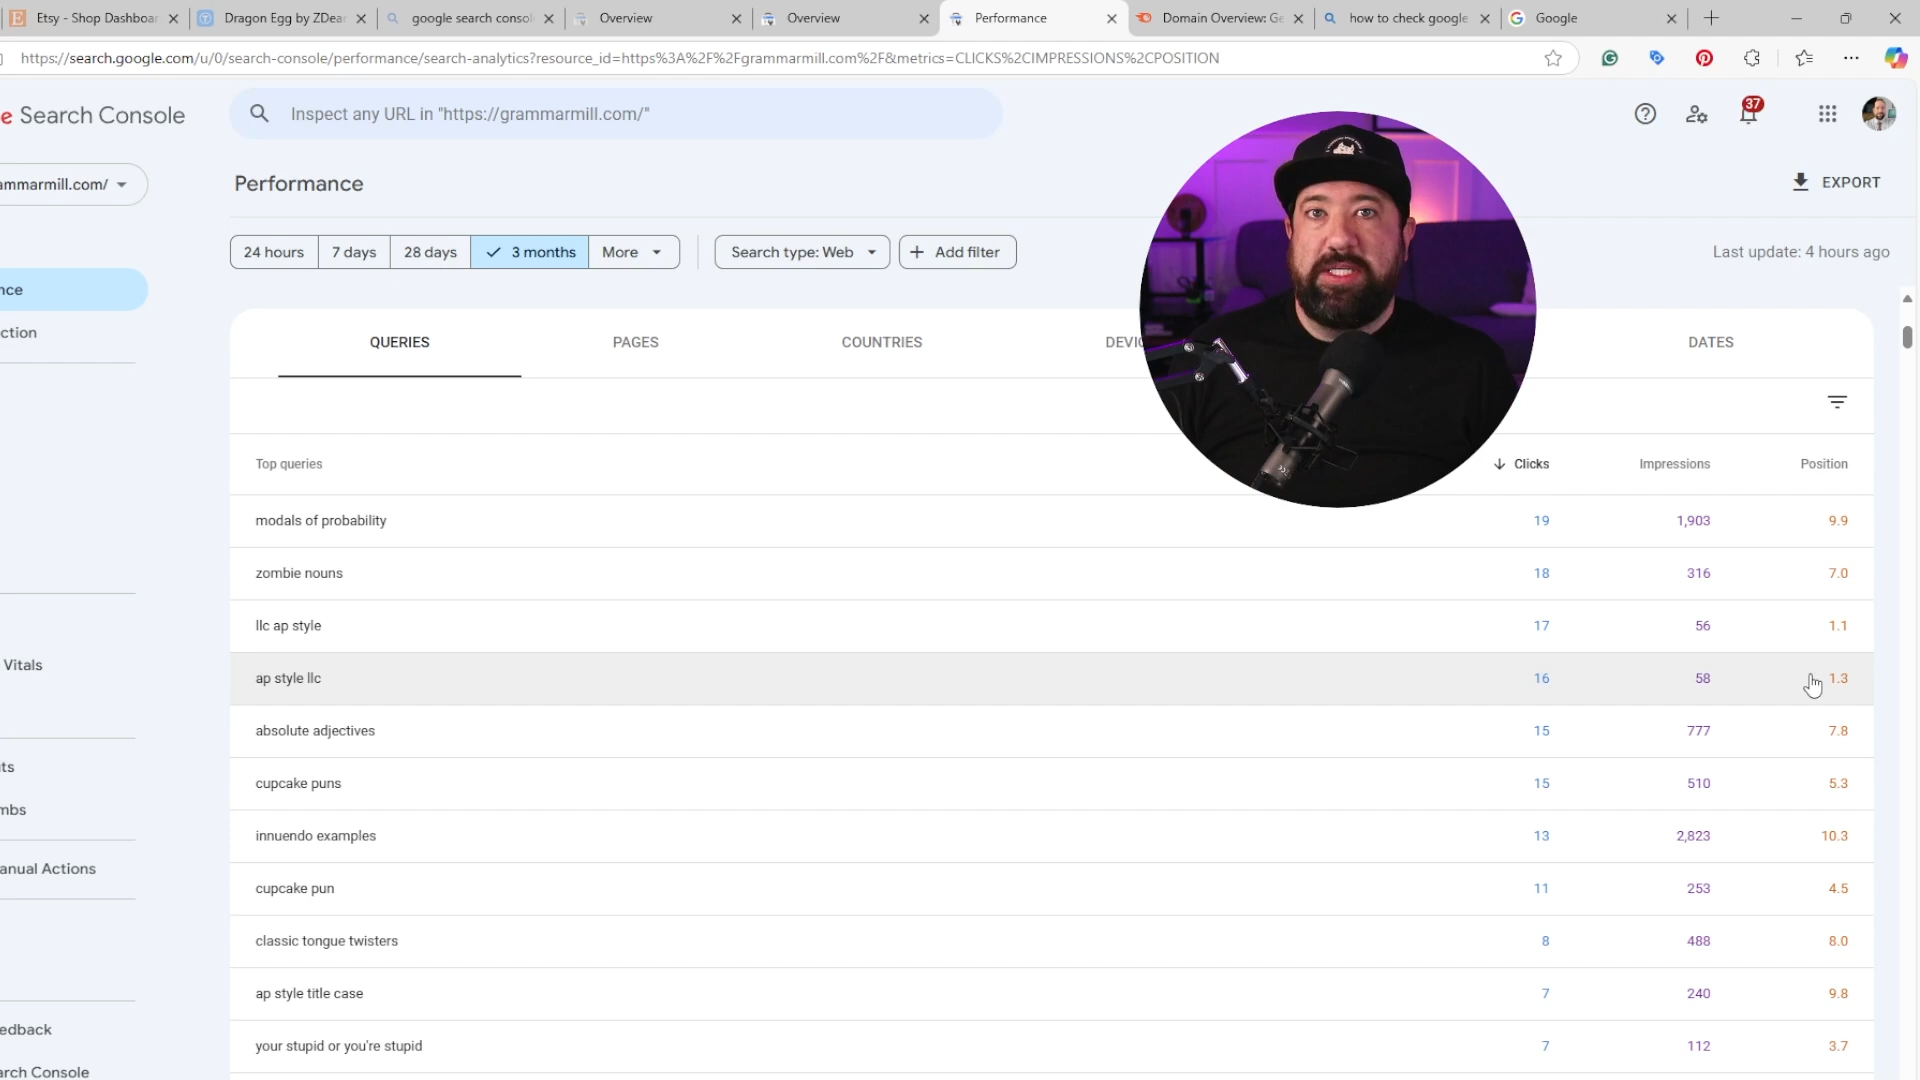 Etsy - Shop Dashboar
Dragon Egg by ZDear
google search conso
Overview
Overview
Performance
Domain Overview: Ge
how to check google
Google
https://search.google.com/u/0/search-console/performance/search-analytics?resource_id=https%3A%2F%2Fgrammarmill.com%2F&metrics=CLICKS%2CIMPRESSIONS%2CPOSITION
e Search Console
Inspect any URL in "https://grammarmill.com/"
37
ammarmill.com/
Performance
EXPORT
24 hours
7 days
28 days
3 months
More
Search type: Web
Add filter
Last update: 4 hours ago
nce
ction
QUERIES
PAGES
COUNTRIES
DEVIC
DATES
Top queries
Clicks
Impressions
Position
modals of probability 19 1,903 9.9
zombie nouns 18 316 7.0
llc ap style 17 56 1.1
ap style llc 16 58 1.3
Vitals
absolute adjectives 15 777 7.8
ts
cupcake puns 15 510 5.3
mbs
innuendo examples 13 2,823 10.3
anual Actions
cupcake pun 11 253 4.5
classic tongue twisters 8 488 8.0
ap style title case 7 240 9.8
eedback
your stupid or you're stupid 7 112 3.7
arch Console